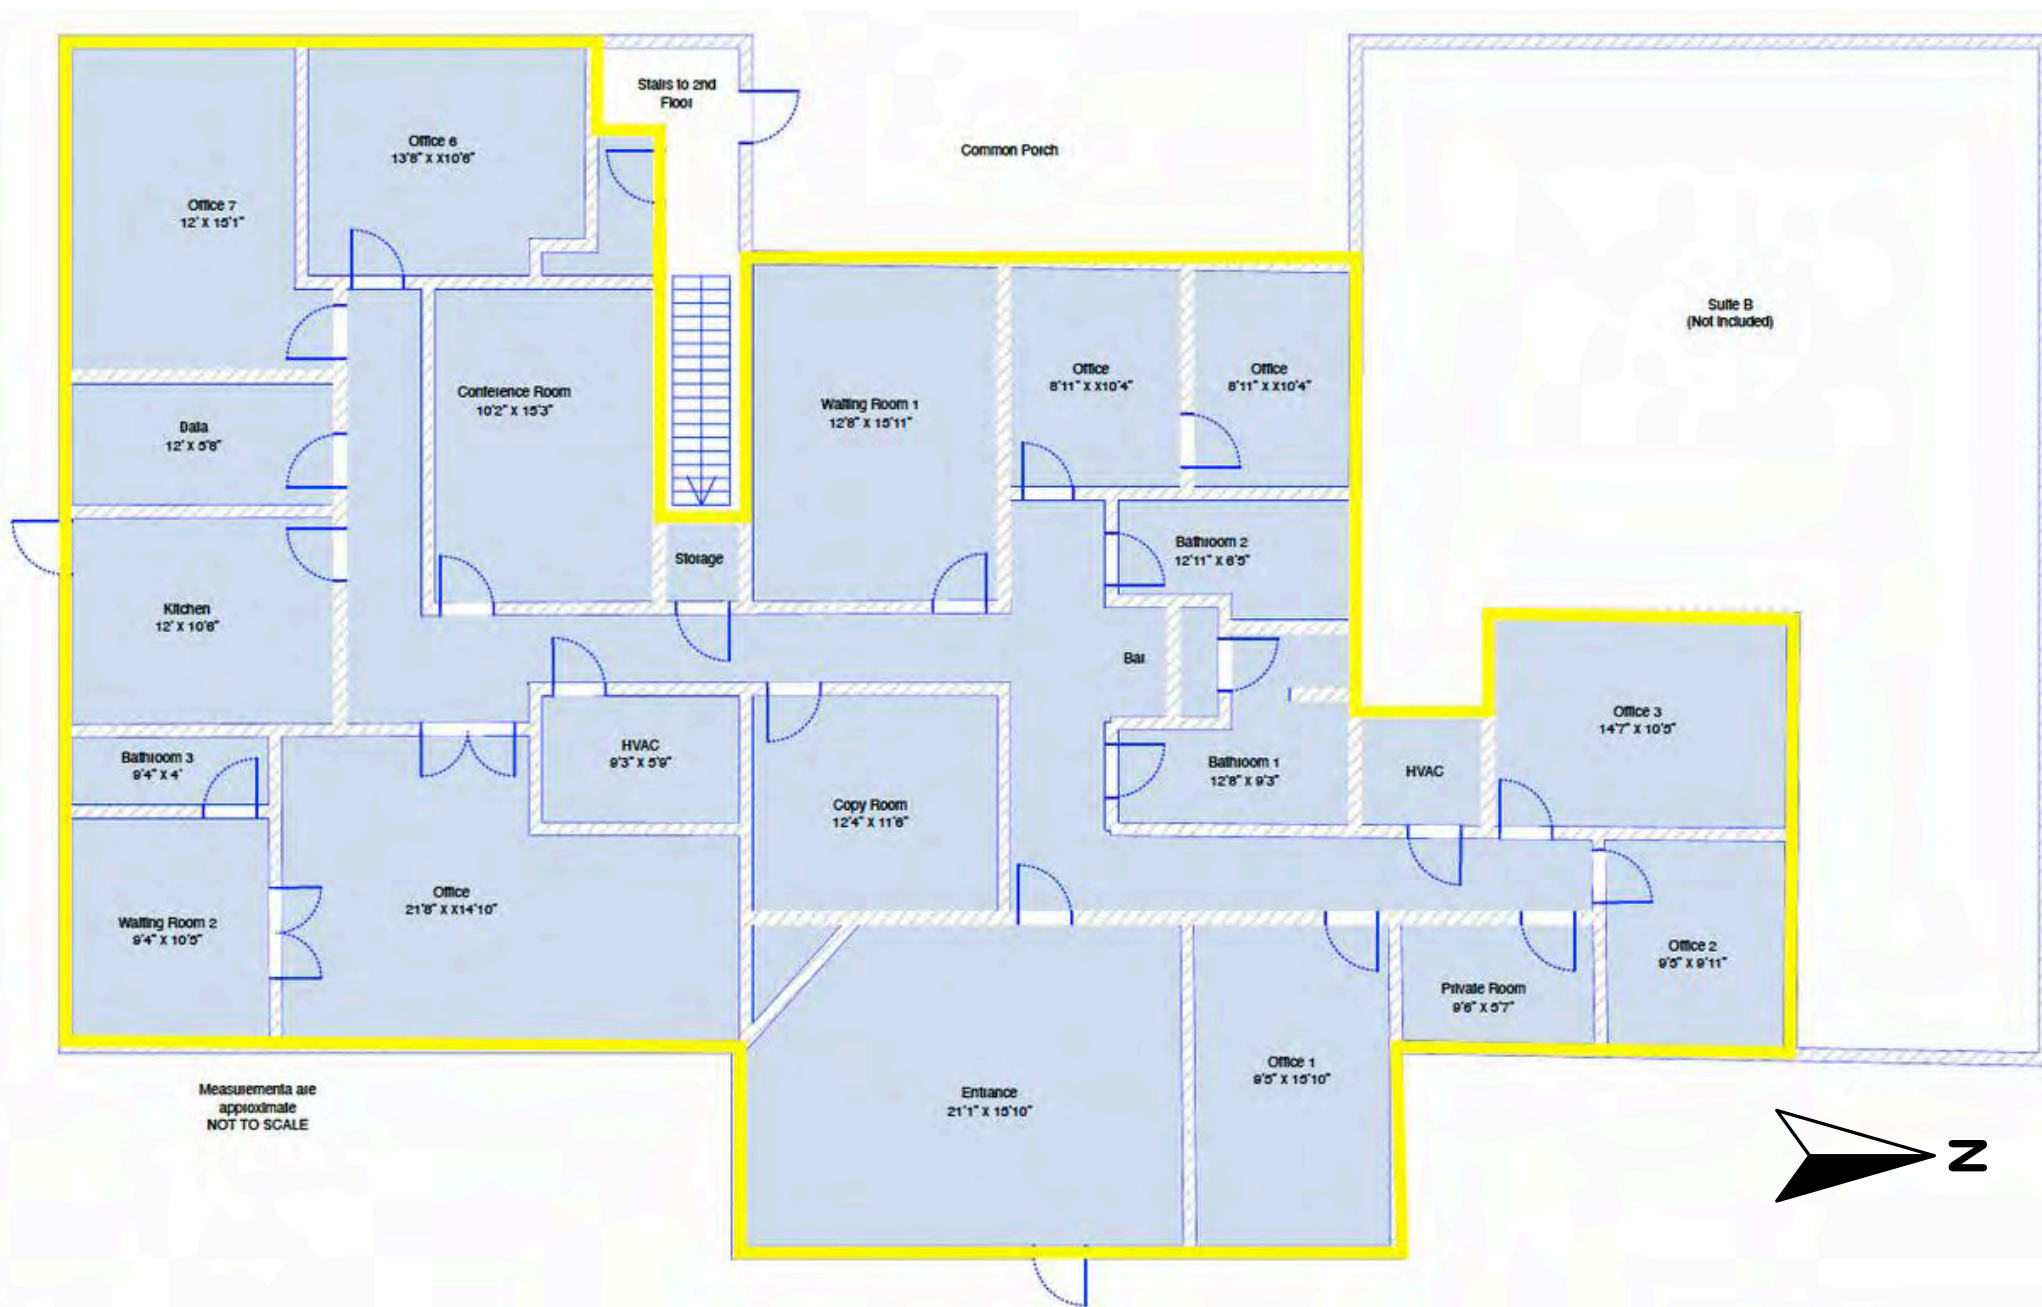 Stairs to 2nd
Floor
Common Porch
Office 6
13'8" X X10'6"
Office 7
12' X 15'1"
Suite B
(Not Included)
Conference Room
10'2" X 15'3"
Waiting Room 1
12'8" X 15'11"
Office
8'11" X X10'4"
Office
8'11" X X10'4"
Data
12' X 5'8"
Storage
Bathroom 2
12'11" X 6'5"
Kitchen
12' X 10'8"
Bar
Office 3
14'7" X 10'5"
Bathroom 3
9'4" X 4'
HVAC
9'3" X 5'9"
Bathroom 1
12'8" X 9'3"
HVAC
Copy Room
12'4" X 11'6"
Office
21'8" X X14'10"
Waiting Room 2
9'4" X 10'5"
Office 2
9'5" X 9'11"
Private Room
9'6" X 5'7"
Office 1
9'5" X 15'10"
Entrance
21'1" X 15'10"
Measurementa are
approximate
NOT TO SCALE
N